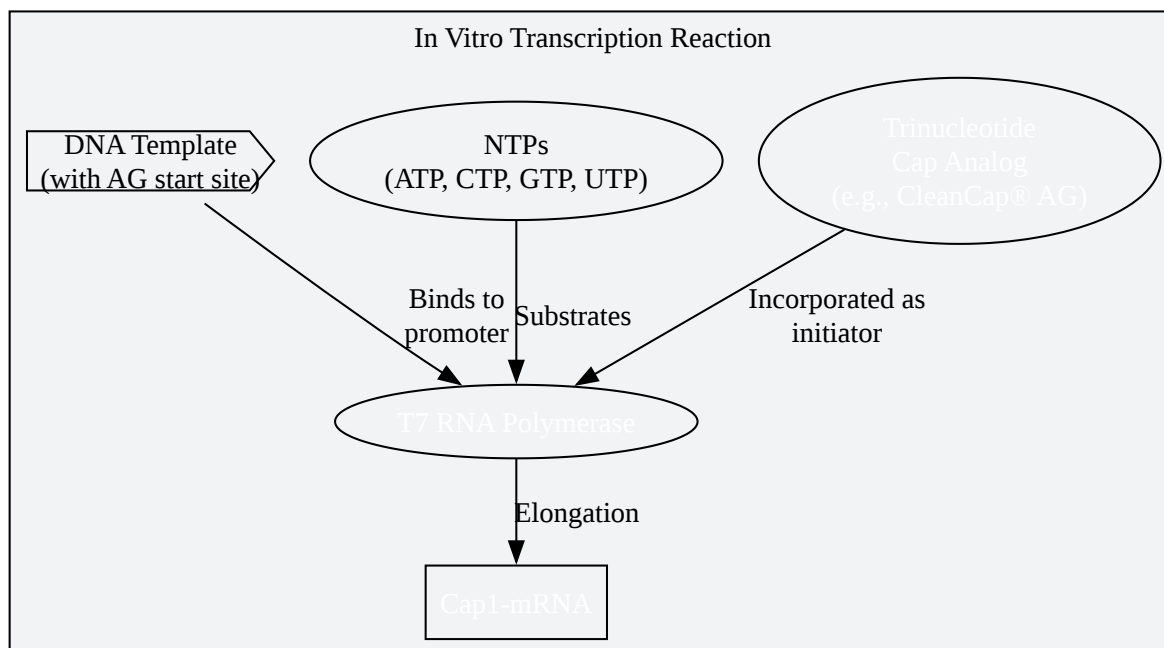 In Vitro Transcription Reaction
DNA Template
(with AG start site)
NTPs
(ATP, CTP, GTP, UTP)
Trinucleotide
Cap Analog
(e.g., CleanCap® AG)
Binds to
promoter
Substrates
Incorporated as
initiator
T7 RNA Polymerase
Elongation
Cap1-mRNA